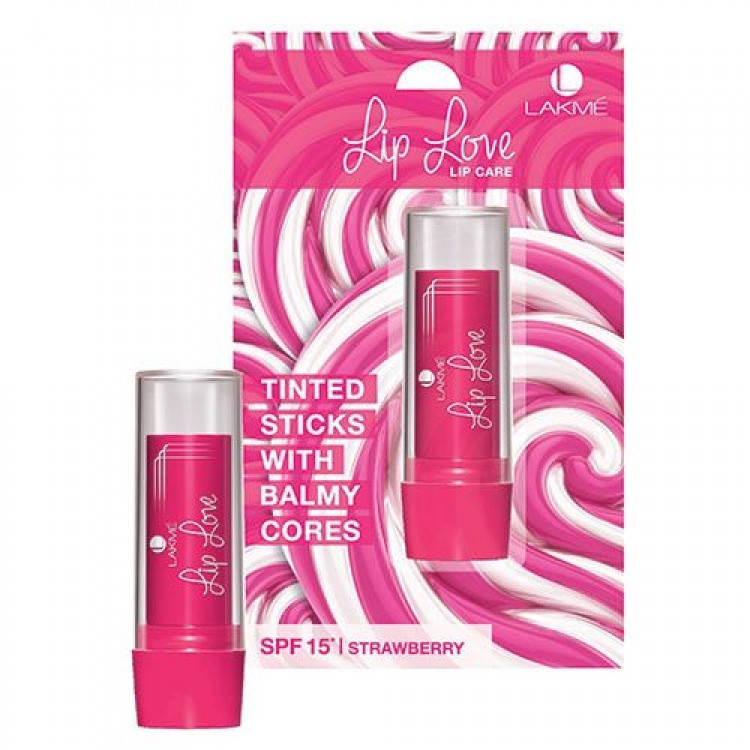 LAKMÉ
Lip Love
LIP CARE
LAKMÉ
Lip Love
TINTED
STICKS
WITH
BALMY
CORES
LAKMÉ
Lip Love
SPF 15* | STRAWBERRY